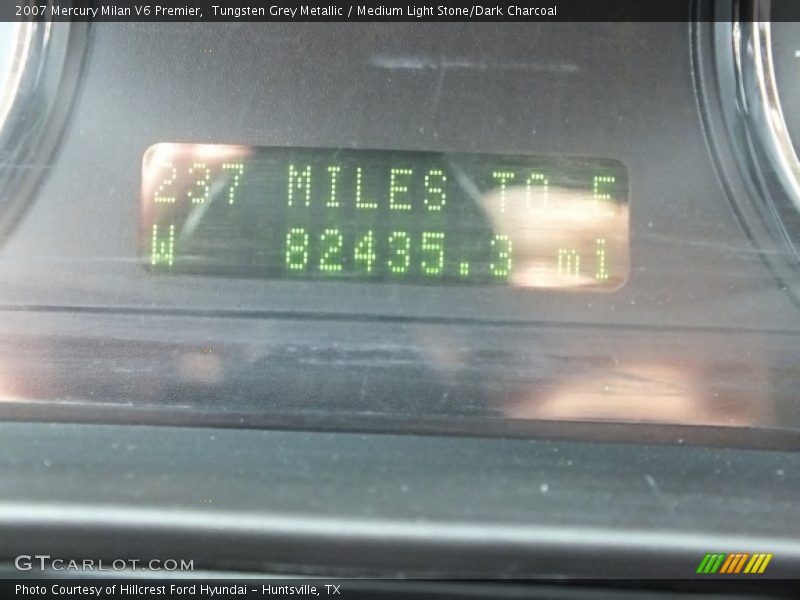 2007 Mercury Milan V6 Premier,  Tungsten Grey Metallic / Medium Light Stone/Dark Charcoal
237 MILES TO E
W 82435.3 mi
GTCARLOT.COM
Photo Courtesy of Hillcrest Ford Hyundai - Huntsville, TX